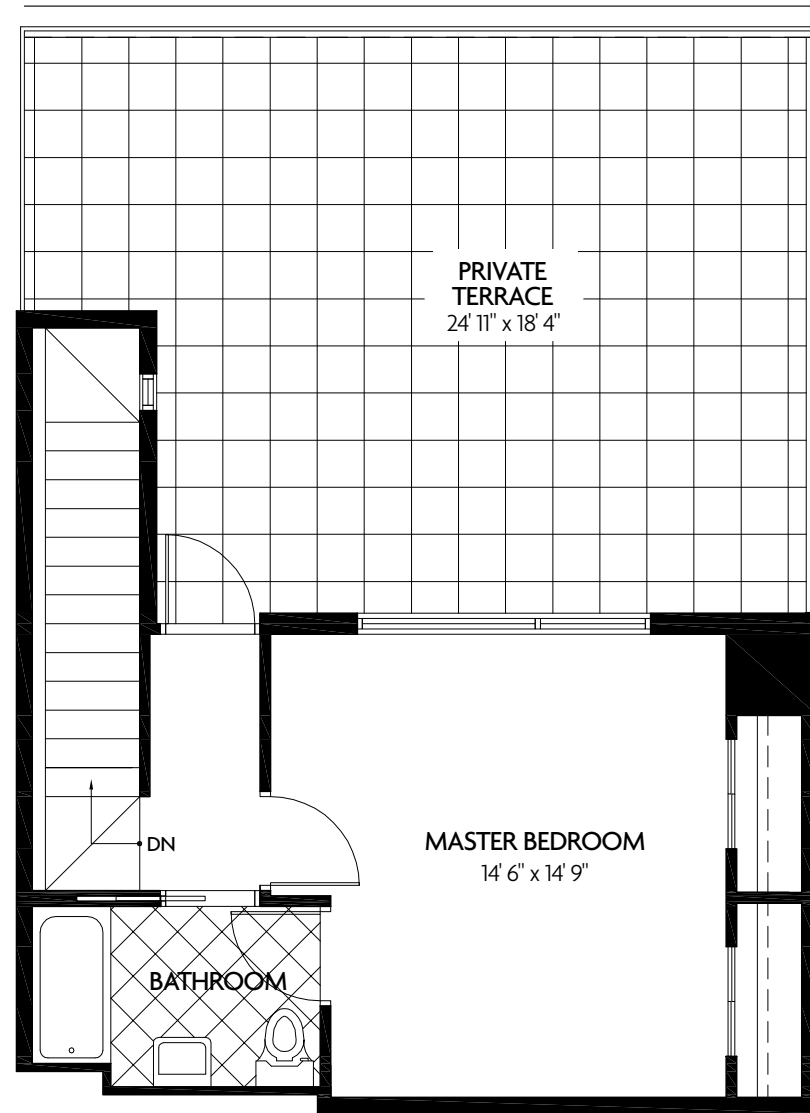 PRIVATE
TERRACE
24' 11" x 18' 4"
DN
MASTER BEDROOM
14' 6" x 14' 9"
BATHROOM